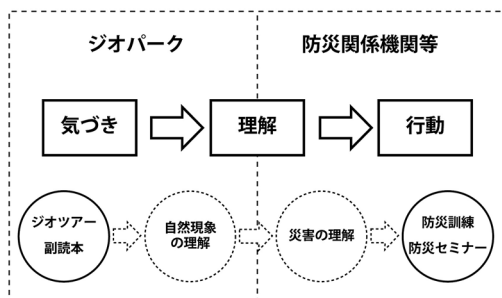 ジオパーク
防災関係機関等
気づき
理解
行動
ジオツアー
副読本
自然現象
の理解
災害の理解
防災訓練
防災セミナー